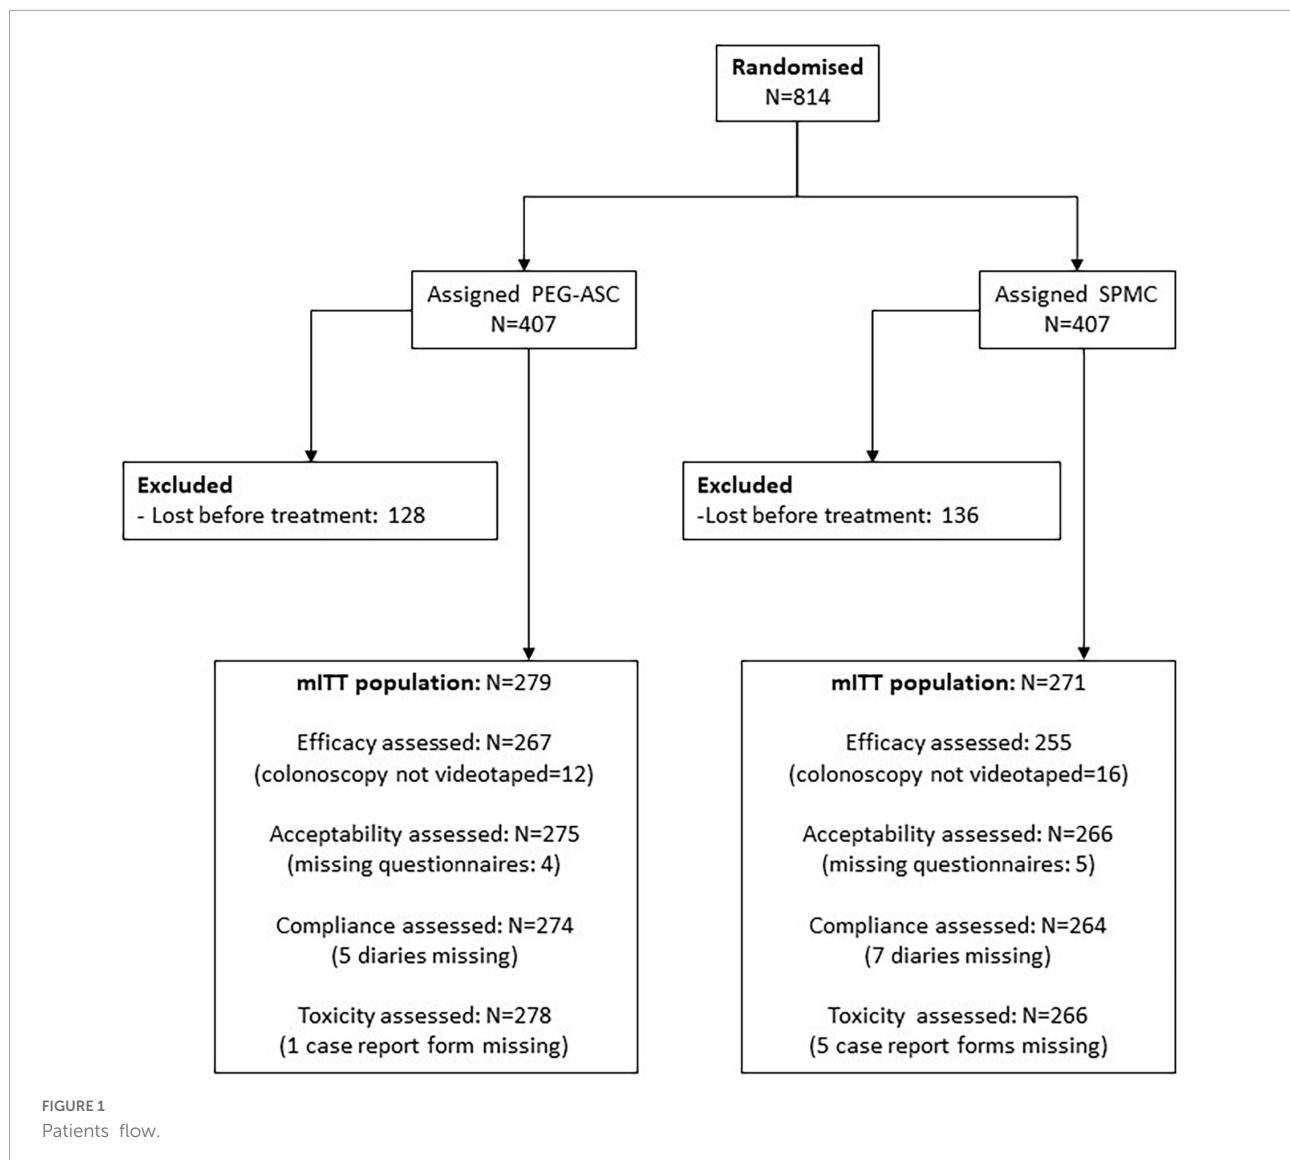 Randomised
N=814
Assigned PEG-ASC
N=407
Assigned SPMC
N=407
Excluded
- Lost before treatment: 128
Excluded
-Lost before treatment: 136
mITT population: N=279
Efficacy assessed: N=267
(colonoscopy not videotaped=12)
Acceptability assessed: N=275
(missing questionnaires: 4)
Compliance assessed: N=274
(5 diaries missing)
Toxicity assessed: N=278
(1 case report form missing)
mITT population: N=271
Efficacy assessed: 255
(colonoscopy not videotaped=16)
Acceptability assessed: N=266
(missing questionnaires: 5)
Compliance assessed: N=264
(7 diaries missing)
Toxicity assessed: N=266
(5 case report forms missing)
FIGURE 1
Patients flow.